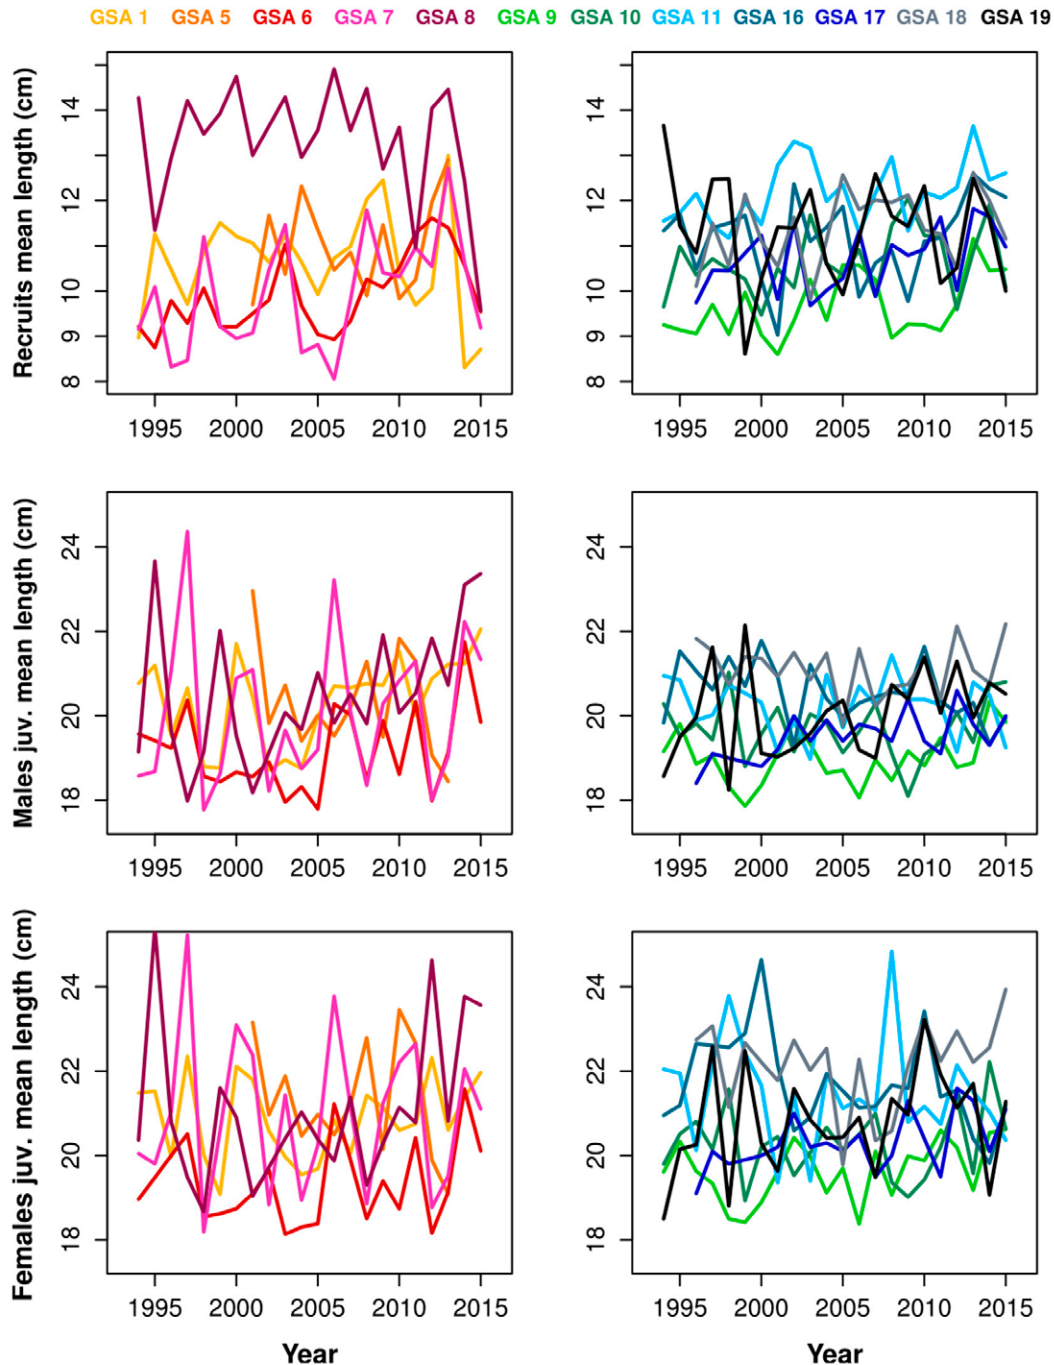 GSA 1 GSA 5 GSA 6 GSA 7 GSA 8 GSA 9 GSA 10 GSA 11 GSA 16 GSA 17 GSA 18 GSA 19
Recruits mean length (cm)
14
12
10
9
8
1995 2000 2005 2010 2015
14
12
10
9
8
1995 2000 2005 2010 2015
Males juv. mean length (cm)
24
22
20
18
1995 2000 2005 2010 2015
24
22
20
18
1995 2000 2005 2010 2015
Females juv. mean length (cm)
24
22
20
18
1995 2000 2005 2010 2015
Year
24
22
20
18
1995 2000 2005 2010 2015
Year